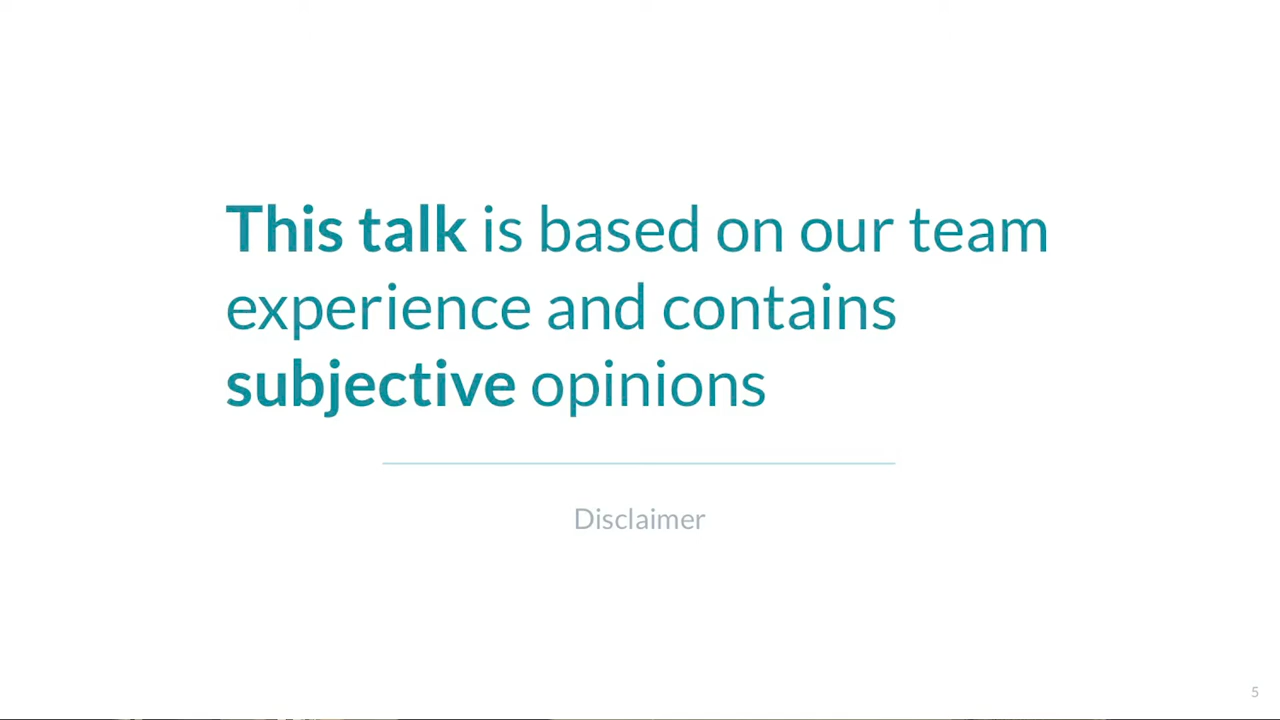 This talk is based on our team
experience and contains
subjective opinions
Disclaimer
5